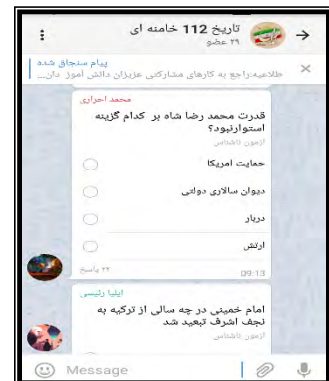 تاریخ 112 خامنه ای
۲۹ عضو
پیام سنجاق شده
طلاعیه:راجع به کارهای مشارکتی عزیزان دانش آموز دان...
محمد احراری
قدرت محمد رضا شاه بر کدام گزینه
استوارنبود؟
آزمون ناشناس
حمایت امریکا
دیوان سالاری دولتی
دربار
ارتش
۲۲ پاسخ
09:13
ایلیا رئیسی
امام خمینی در چه سالی از ترکیه به
نجف اشرف تبعید شد
آزمون ناشناس
Message